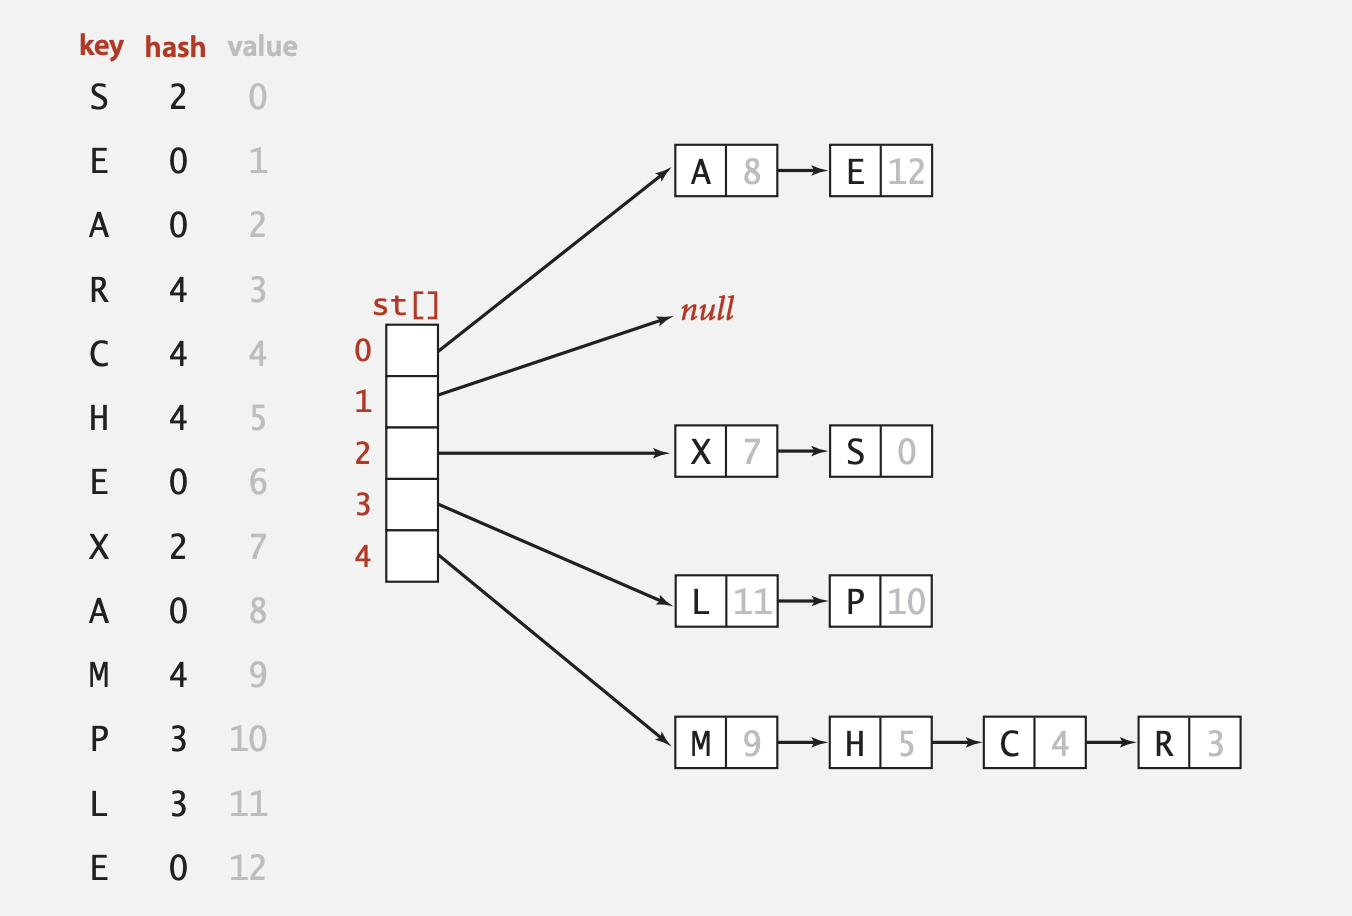 key hash value
S 2 0
E 0 1
A 0 2
R 4 3
C 4 4
H 4 5
E 0 6
X 2 7
A 0 8
M 4 9
P 3 10
L 3 11
E 0 12
st[]
0
1
2
3
4
A 8 E 12
null
X 7 S 0
L 11 P 10
M 9 H 5 C 4 R 3